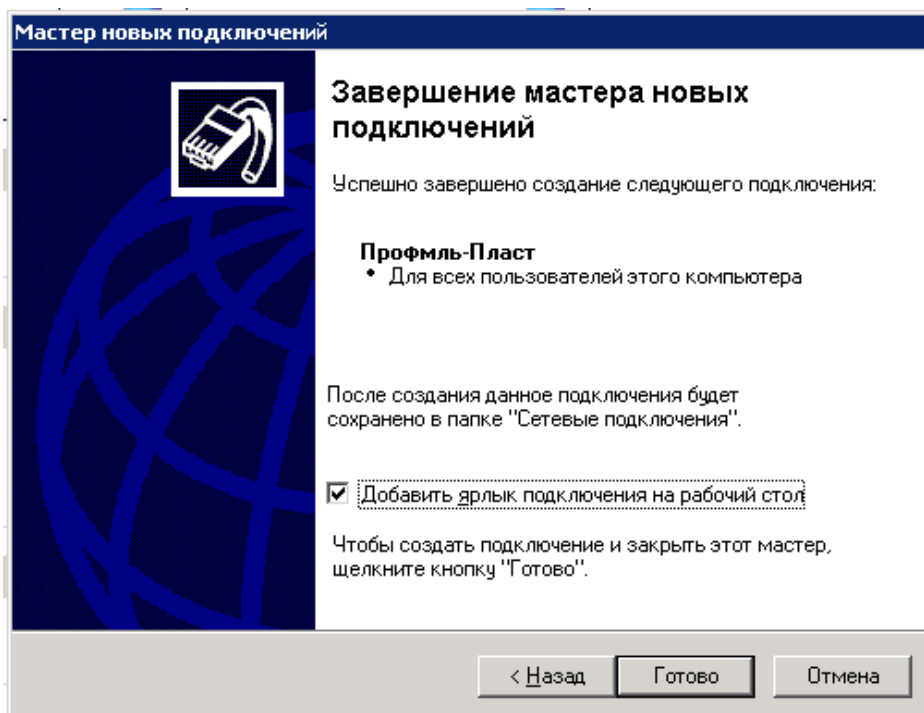 Мастер новых подключений
Завершение мастера новых
подключений
Успешно завершено создание следующего подключения:
Профмль-Пласт
• Для всех пользователей этого компьютера
После создания данное подключения будет
сохранено в папке "Сетевые подключения".
Добавить ярлык подключения на рабочий стол
Чтобы создать подключение и закрыть этот мастер,
щелкните кнопку "Готово".
< Назад Готово Отмена